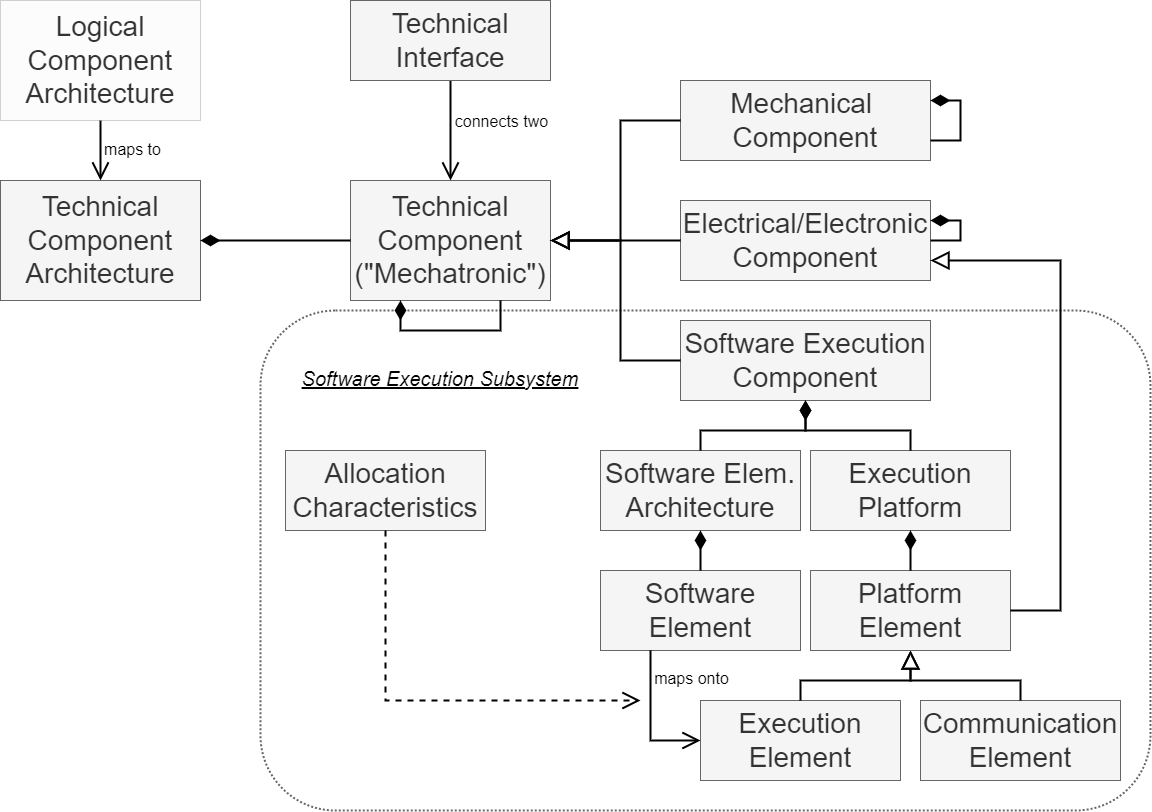 Logical
Component
Architecture
Technical
Interface
maps to
connects two
Mechanical
Component
Technical
Component
Architecture
Technical
Component
("Mechatronic")
Electrical/Electronic
Component
Software Execution
Component
Software Execution Subsystem
Allocation
Characteristics
Software Elem.
Architecture
Execution
Platform
Software
Element
Platform
Element
maps onto
Execution
Element
Communication
Element